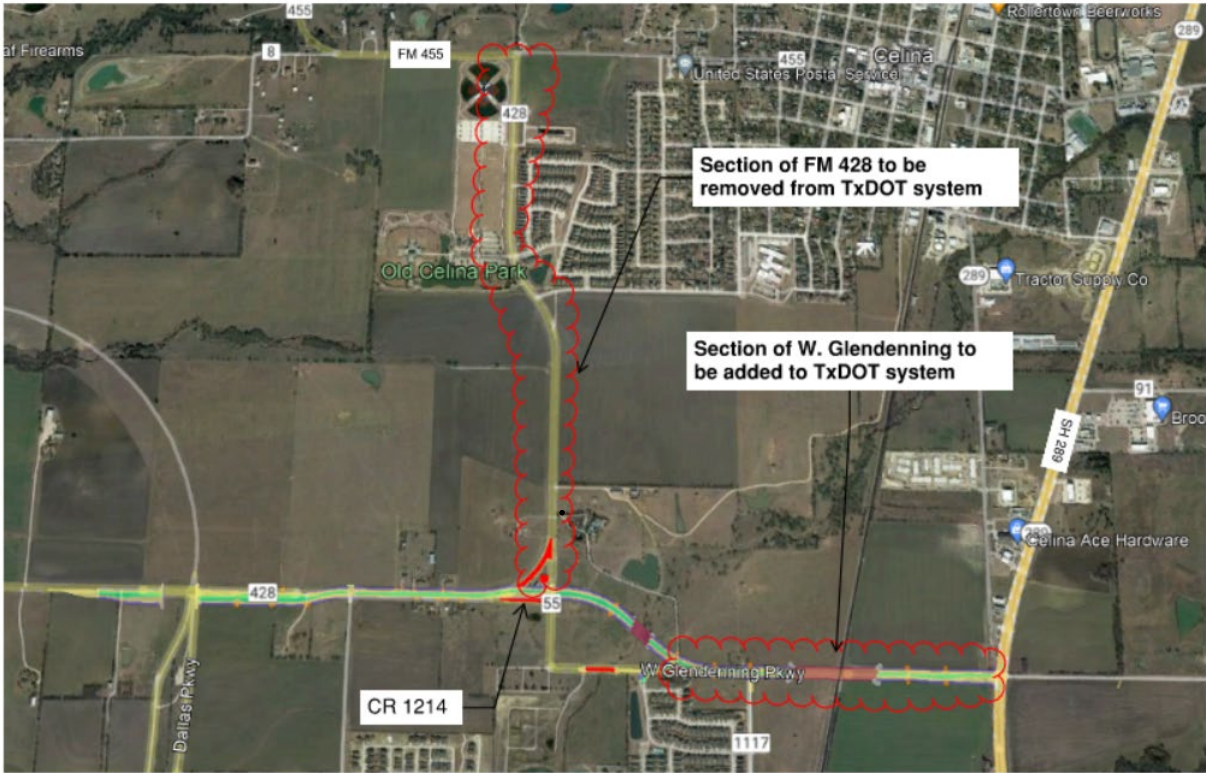 455
Rollertown Beerworks
289
af Firearms
8
FM 455
455
Celina
United States Postal Service
428
Section of FM 428 to be
removed from TxDOT system
Old Celina Park
289
Tractor Supply Co
Section of W. Glendenning to
be added to TxDOT system
91
Broo
SH 289
289
Celina Ace Hardware
428
55
W Glendenning Pkwy
CR 1214
Dallas Pkwy
1117